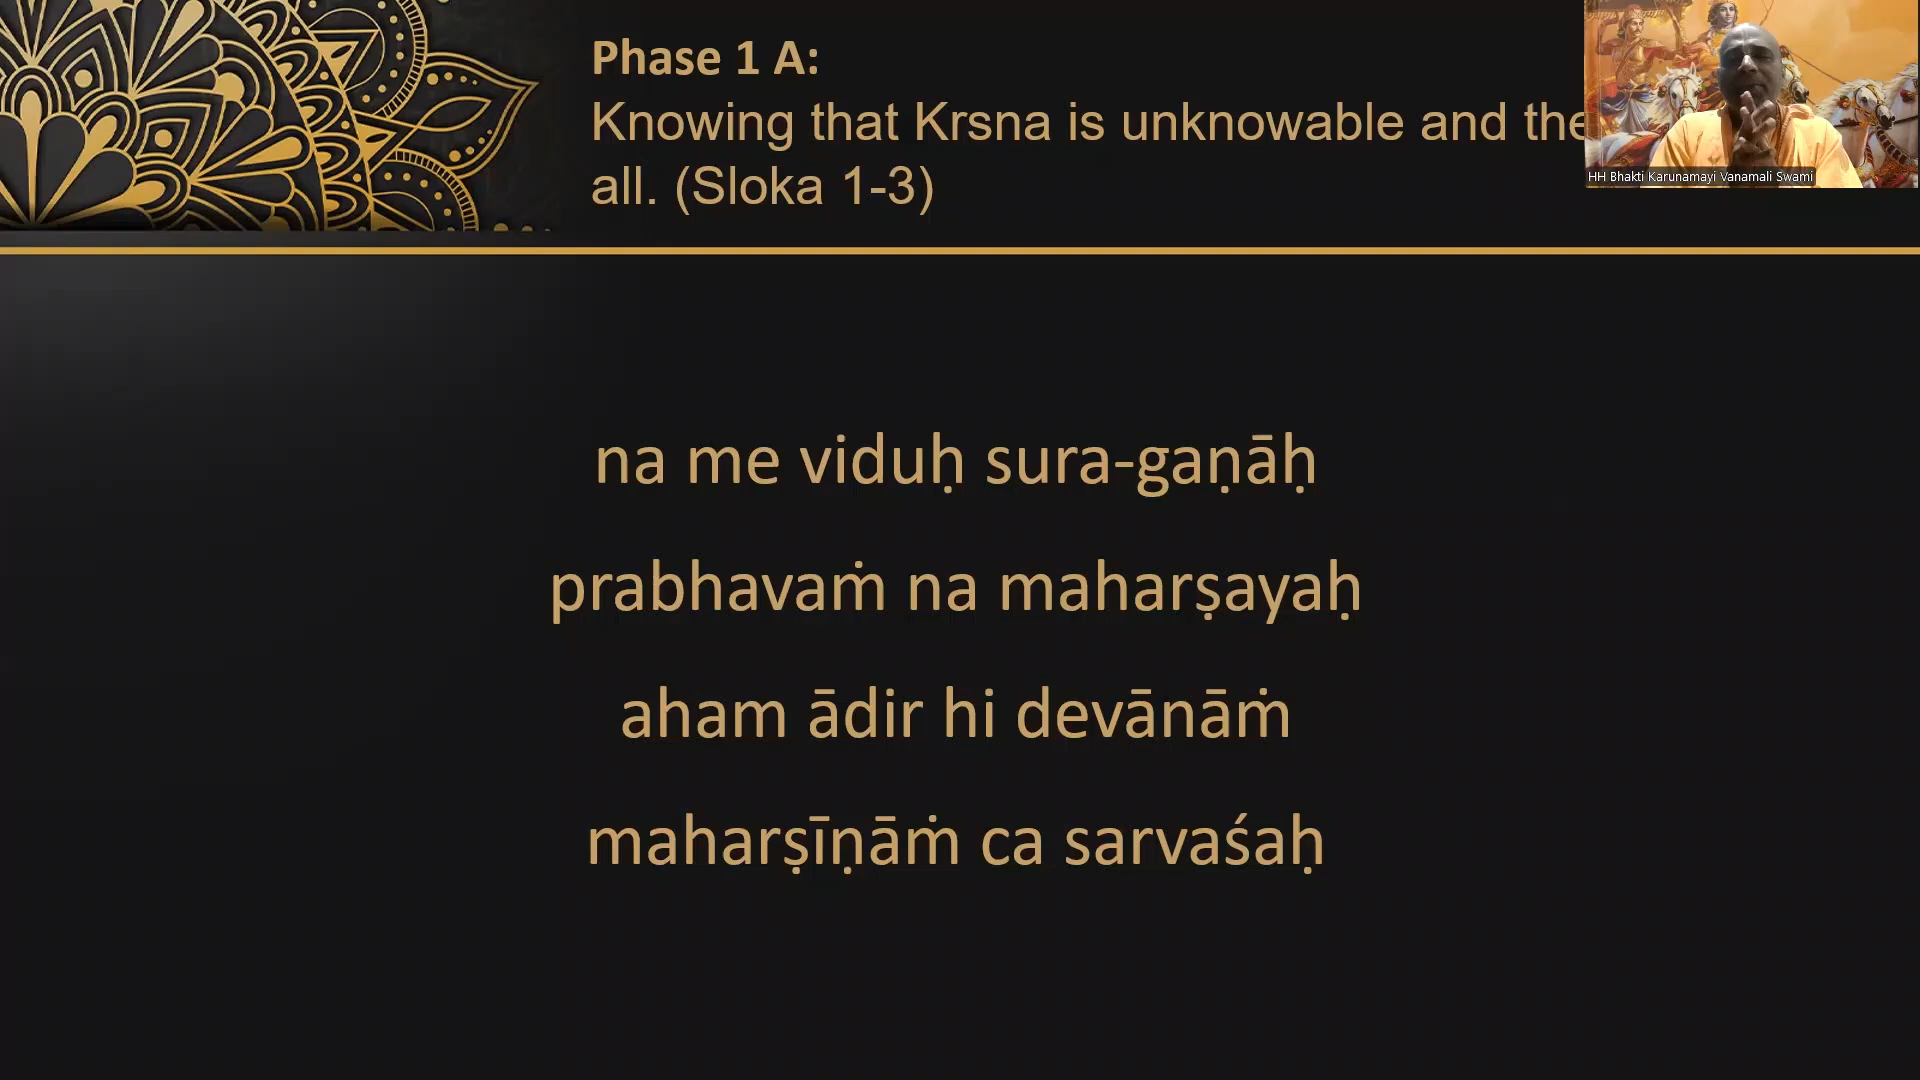 Phase 1 A:
Knowing that Krsna is unknowable and the
all. (Sloka 1-3)
HH Bhakti Karunamayi Vanamali Swami
na me viduḥ sura-gaṇāḥ
prabhavaṁ na maharṣayaḥ
aham ādir hi devānāṁ
maharṣīṇāṁ ca sarvaśaḥ